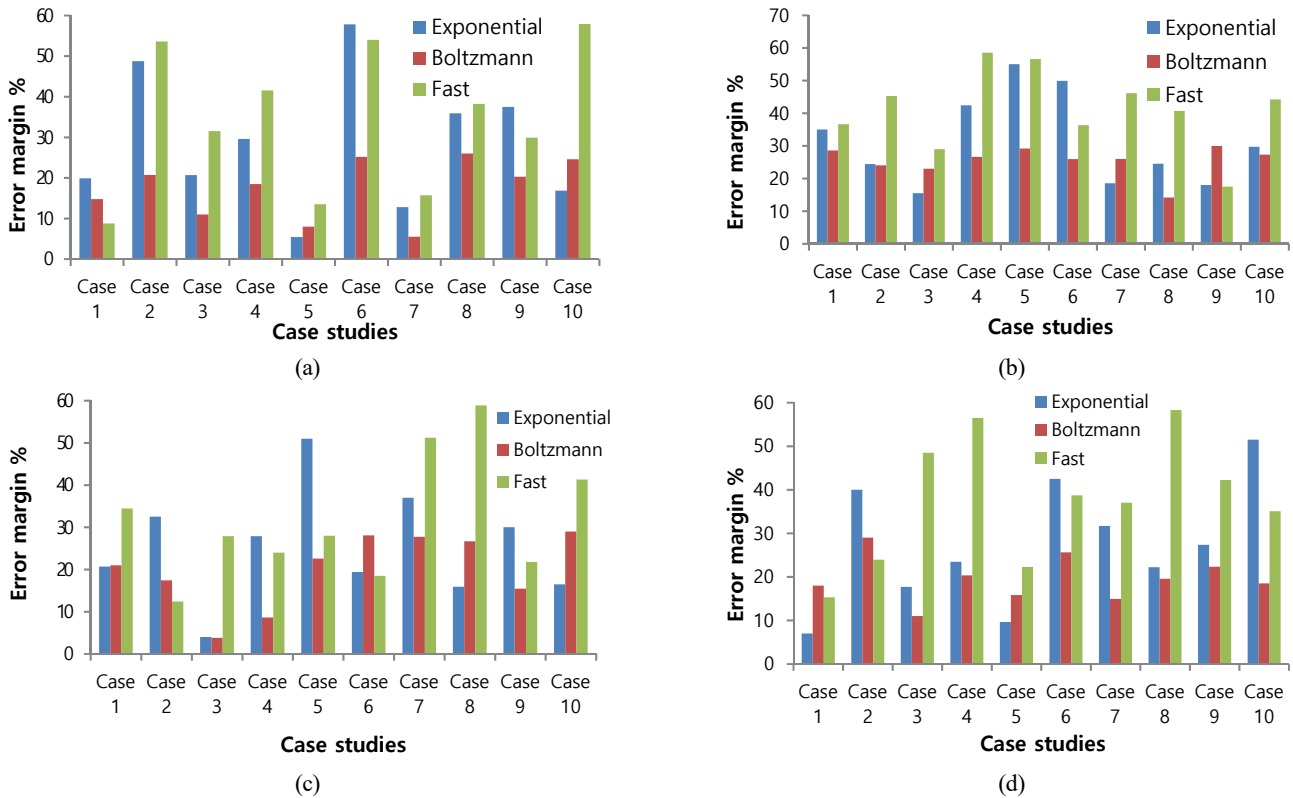 Error margin %
60
50
40
30
20
10
0
Exponential
Boltzmann
Fast
Case Case Case Case Case Case Case Case Case Case
1 2 3 4 5 6 7 8 9 10
Case studies
(a)
Error margin %
70
60
50
40
30
20
10
0
Exponential
Boltzmann
Fast
Case Case Case Case Case Case Case Case Case Case
1 2 3 4 5 6 7 8 9 10
Case studies
(b)
Error margin %
60
50
40
30
20
10
0
Exponential
Boltzmann
Fast
Case Case Case Case Case Case Case Case Case Case
1 2 3 4 5 6 7 8 9 10
Case studies
(c)
Error margin %
60
50
40
30
20
10
0
Exponential
Boltzmann
Fast
Case Case Case Case Case Case Case Case Case Case
1 2 3 4 5 6 7 8 9 10
Case studies
(d)